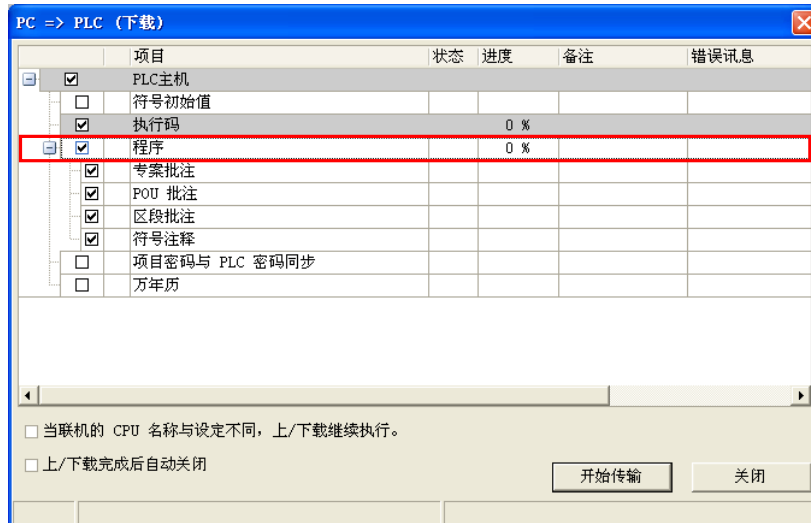 PC => PLC (下载)
项目 状态 进度 备注 错误讯息
PLC主机
符号初始值
执行码 0 %
程序 0 %
专案批注
POU 批注
区段批注
符号注释
项目密码与 PLC 密码同步
万年历
当联机的 CPU 名称与设定不同，上/下载继续执行。
上/下载完成后自动关闭
开始传输 关闭